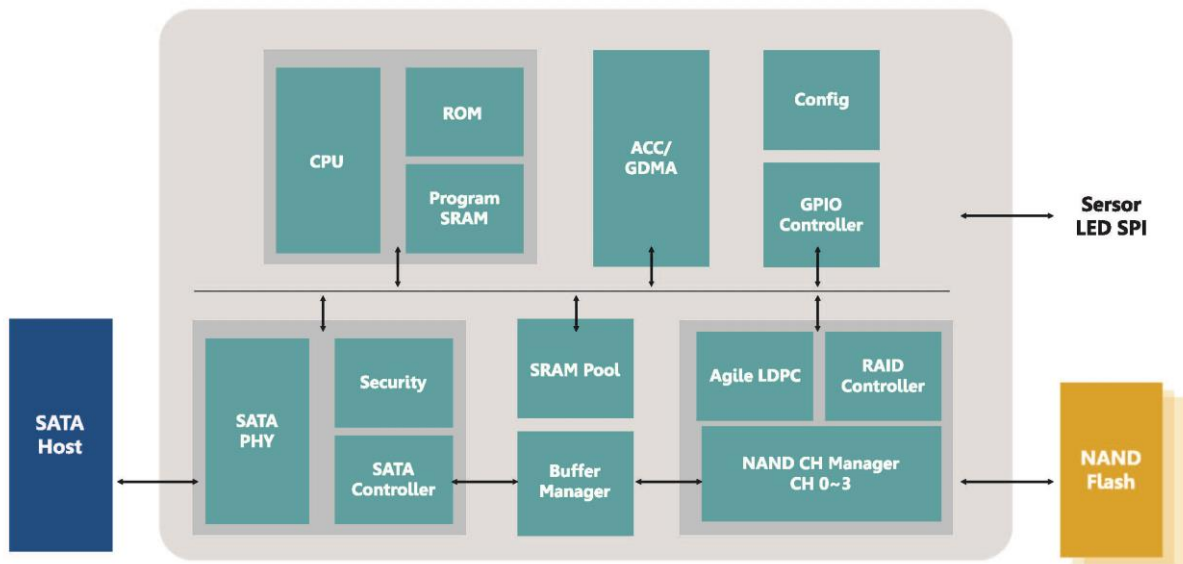 CPU
ROM
Program
SRAM
ACC/
GDMA
Config
GPIO
Controller
Sersor
LED SPI
SATA
Host
SATA
PHY
Security
SATA
Controller
SRAM Pool
Buffer
Manager
Agile LDPC
RAID
Controller
NAND CH Manager
CH 0~3
NAND
Flash